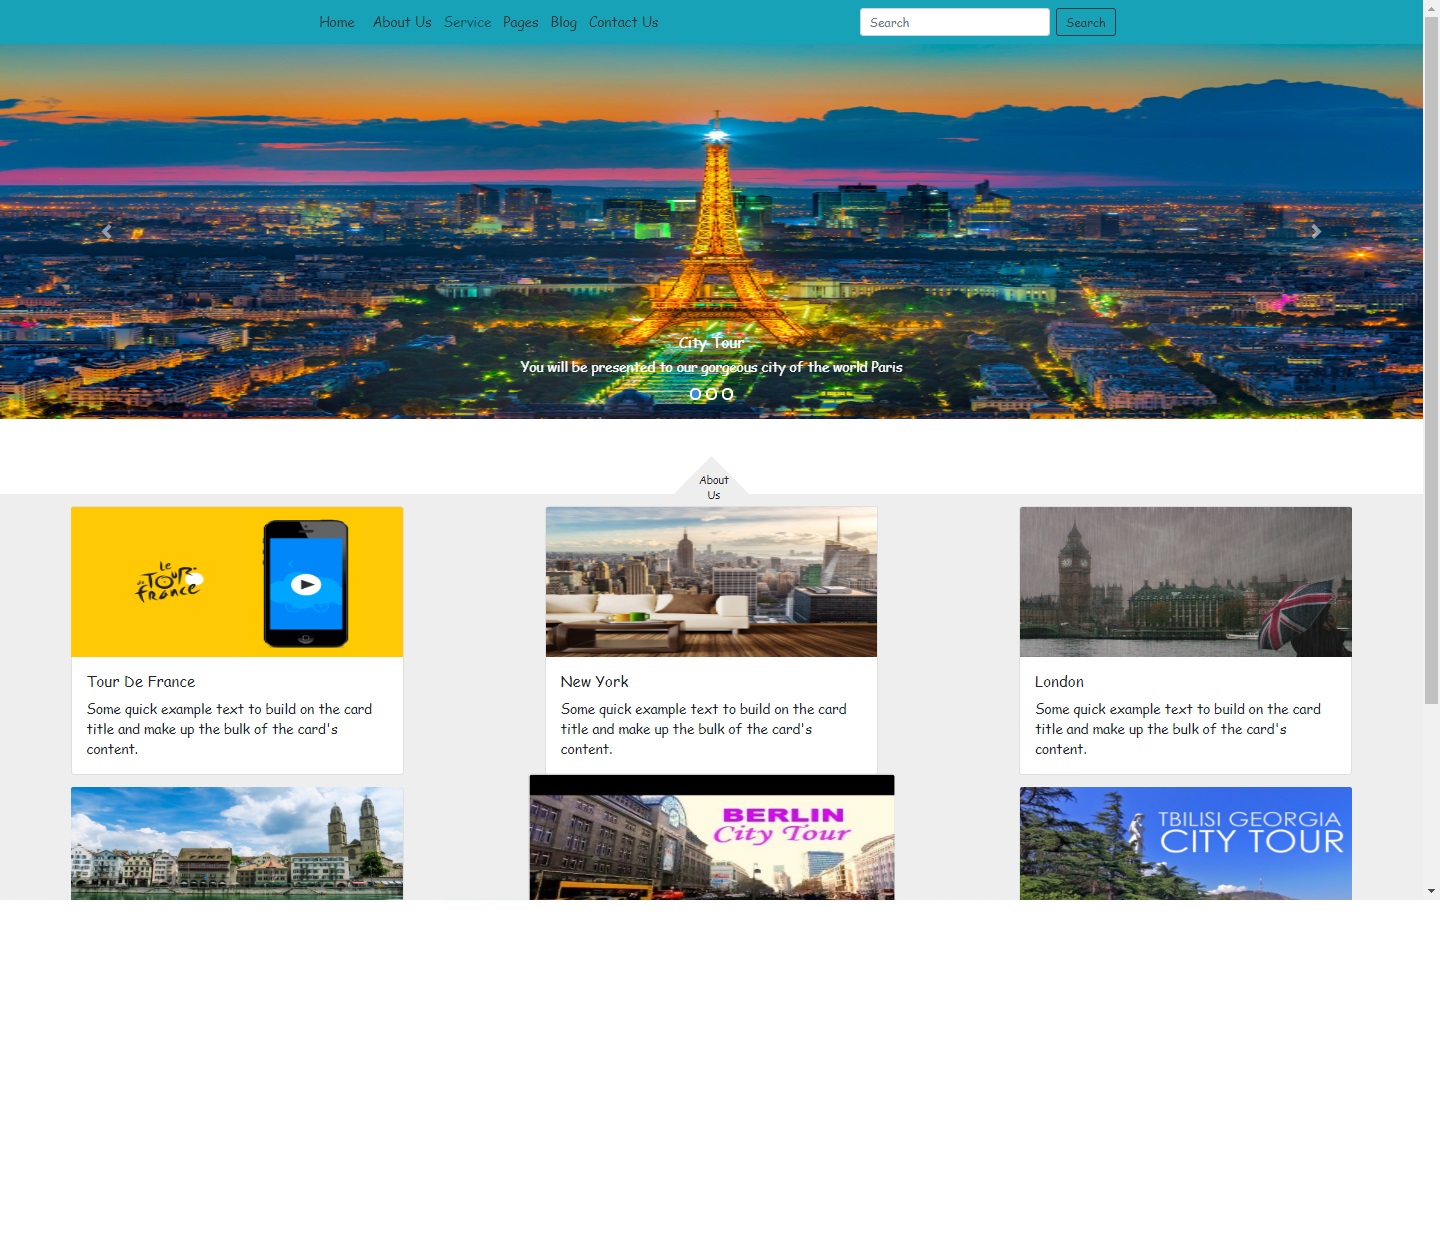 Home About Us Service Pages Blog Contact Us Search Search
City Tour
You will be presented to our gorgeous city of the world Paris
About
Us
le
TOUR
de
france
Tour De France
Some quick example text to build on the card
title and make up the bulk of the card's
content.
New York
Some quick example text to build on the card
title and make up the bulk of the card's
content.
London
Some quick example text to build on the card
title and make up the bulk of the card's
content.
BERLIN
City Tour
TBILISI GEORGIA
CITY TOUR